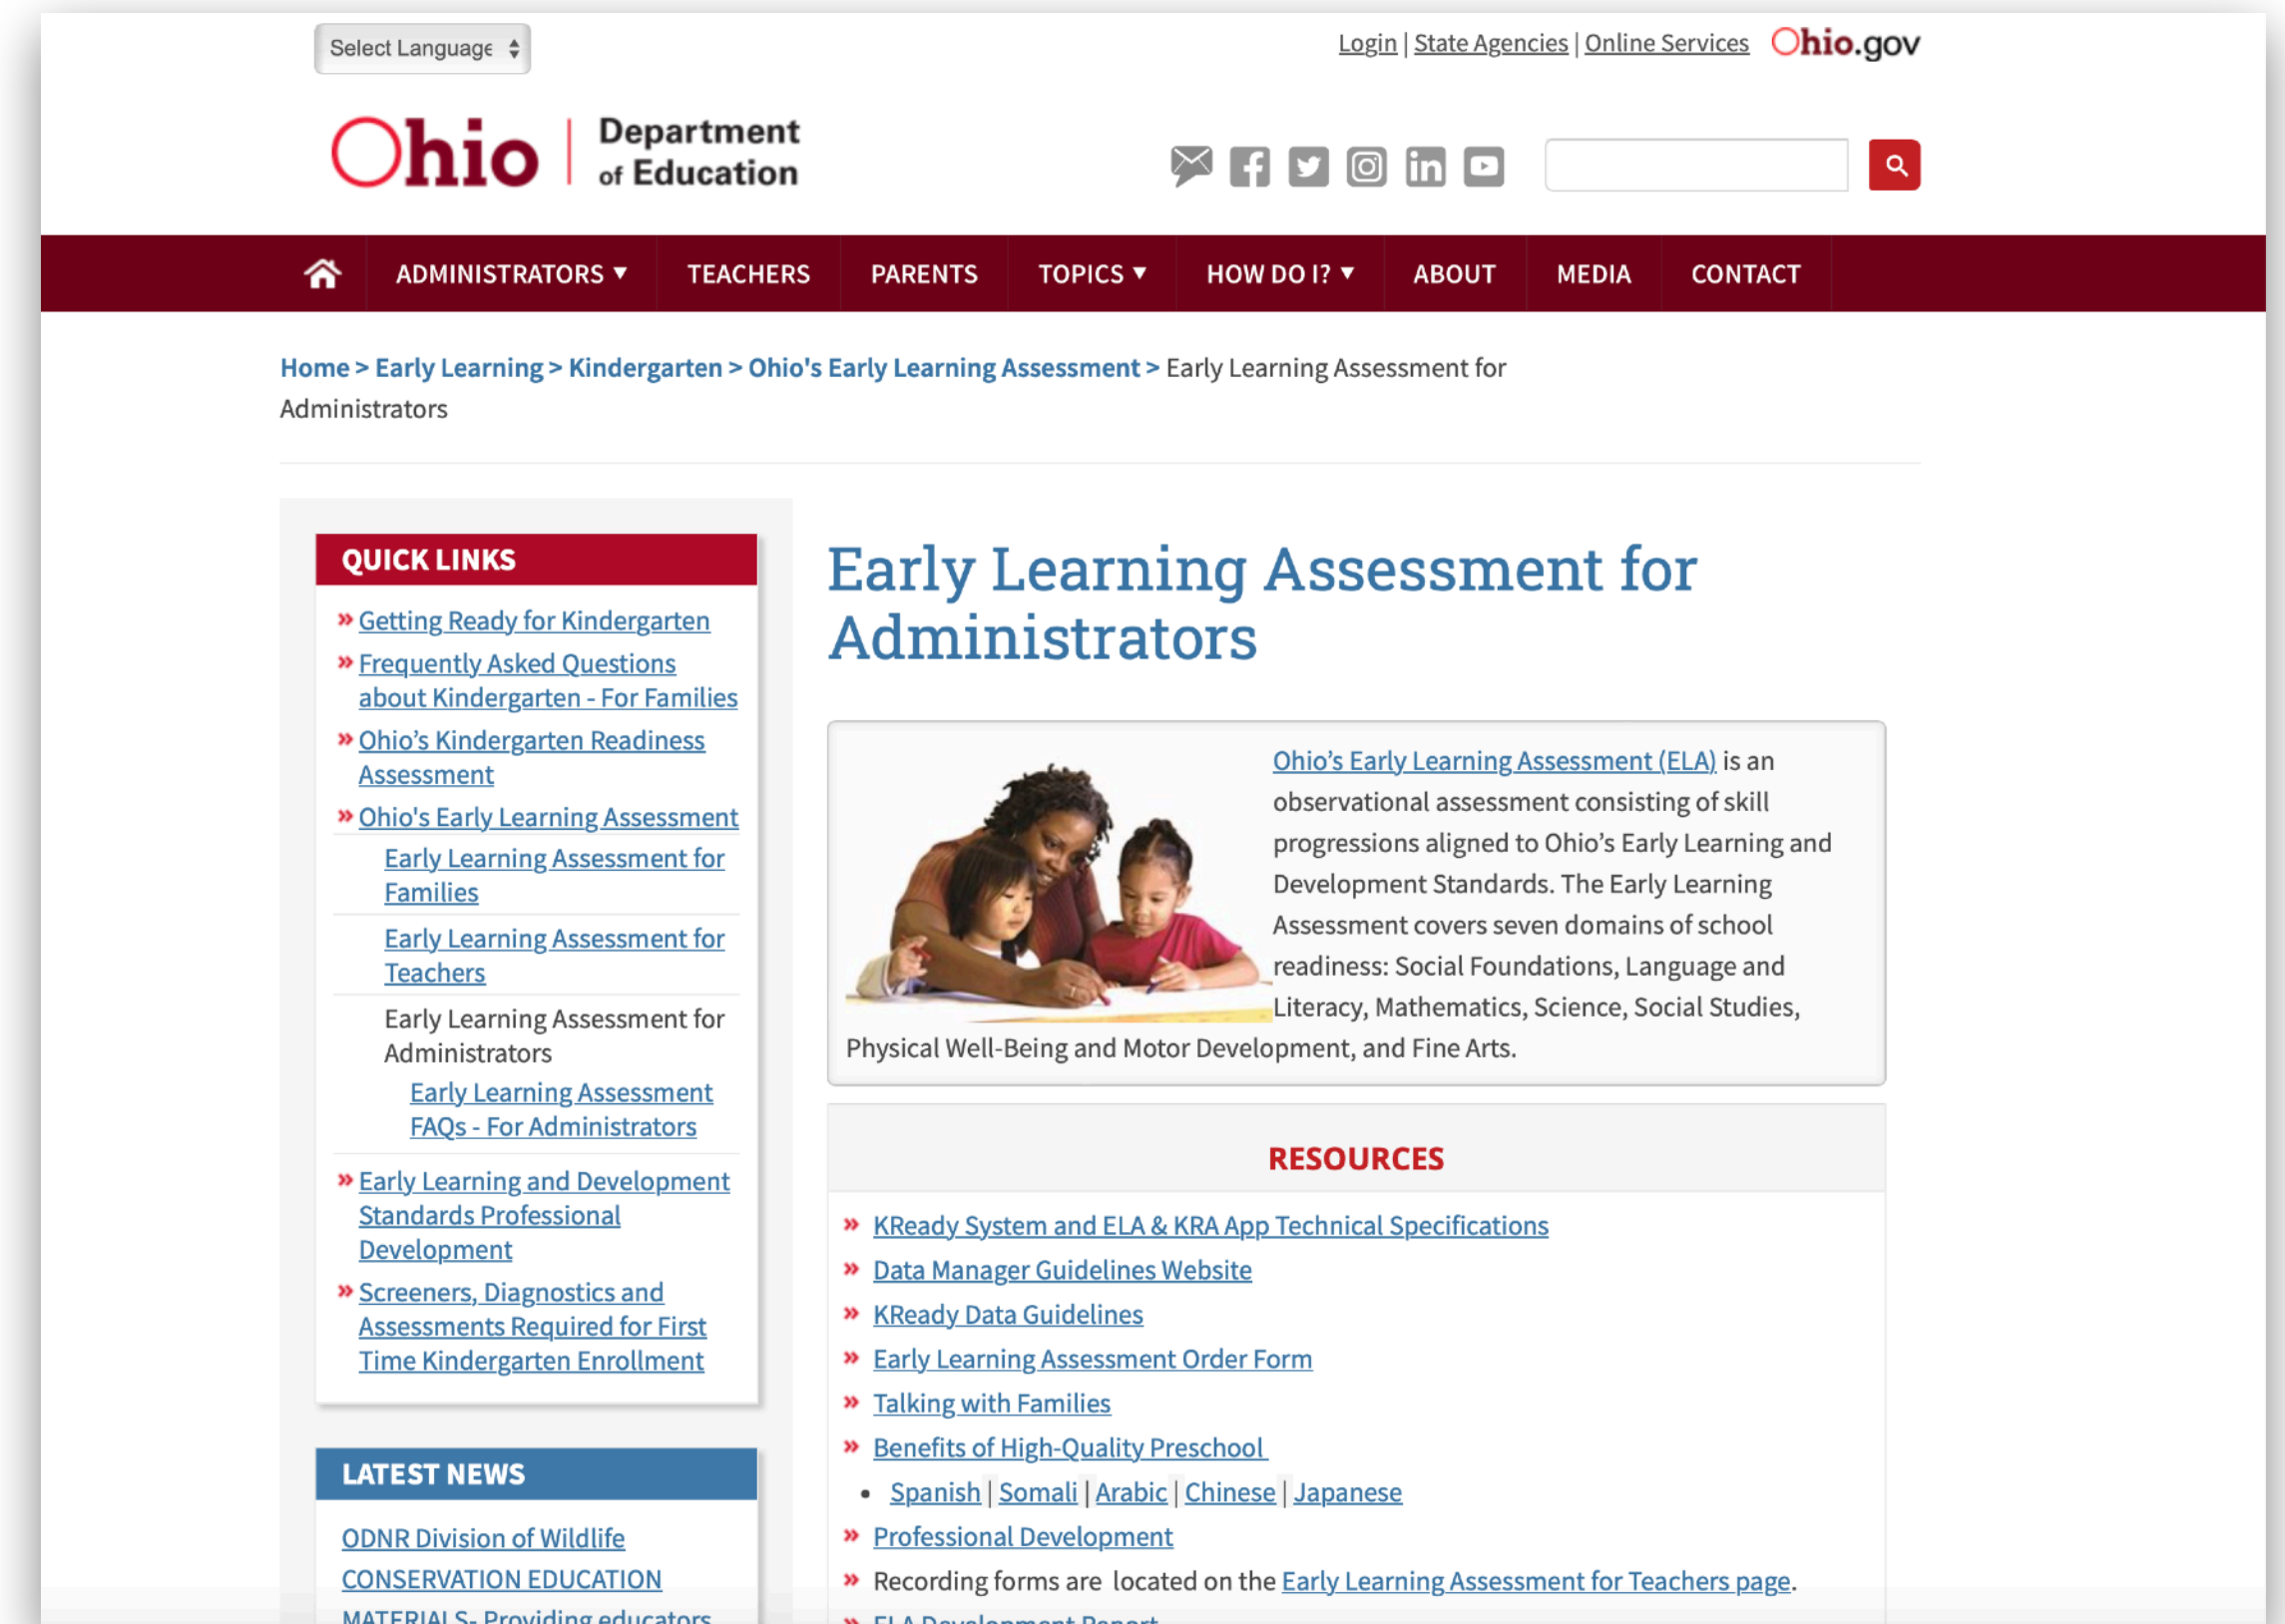 Select Language
Login | State Agencies | Online Services Ohio.gov
Ohio | Department of Education
ADMINISTRATORS ▼ TEACHERS PARENTS TOPICS ▼ HOW DO I? ▼ ABOUT MEDIA CONTACT
Home > Early Learning > Kindergarten > Ohio's Early Learning Assessment > Early Learning Assessment for
Administrators
QUICK LINKS
» Getting Ready for Kindergarten
» Frequently Asked Questions
about Kindergarten - For Families
» Ohio’s Kindergarten Readiness
Assessment
» Ohio's Early Learning Assessment
Early Learning Assessment for
Families
Early Learning Assessment for
Teachers
Early Learning Assessment for
Administrators
Early Learning Assessment
FAQs - For Administrators
» Early Learning and Development
Standards Professional
Development
» Screeners, Diagnostics and
Assessments Required for First
Time Kindergarten Enrollment
LATEST NEWS
ODNR Division of Wildlife
CONSERVATION EDUCATION
MATERIALS- Providing educators
Early Learning Assessment for
Administrators
Ohio’s Early Learning Assessment (ELA) is an
observational assessment consisting of skill
progressions aligned to Ohio’s Early Learning and
Development Standards. The Early Learning
Assessment covers seven domains of school
readiness: Social Foundations, Language and
Literacy, Mathematics, Science, Social Studies,
Physical Well-Being and Motor Development, and Fine Arts.
RESOURCES
» KReady System and ELA & KRA App Technical Specifications
» Data Manager Guidelines Website
» KReady Data Guidelines
» Early Learning Assessment Order Form
» Talking with Families
» Benefits of High-Quality Preschool
• Spanish | Somali | Arabic | Chinese | Japanese
» Professional Development
» Recording forms are located on the Early Learning Assessment for Teachers page.
» ELA Development Report